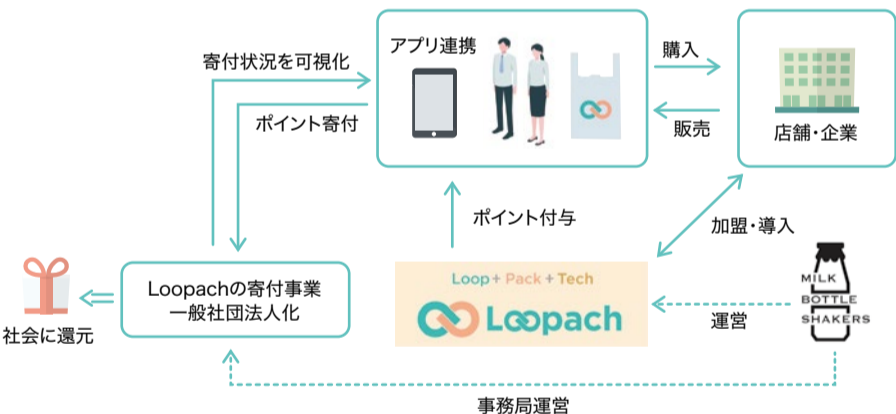 アプリ連携
購入
販売
店舗・企業
寄付状況を可視化
ポイント寄付
ポイント付与
加盟・導入
Loop+Pack+Tech
Loopach
Loopachの寄付事業
一般社団法人化
社会に還元
MILK
BOTTLE
SHAKERS
運営
事務局運営